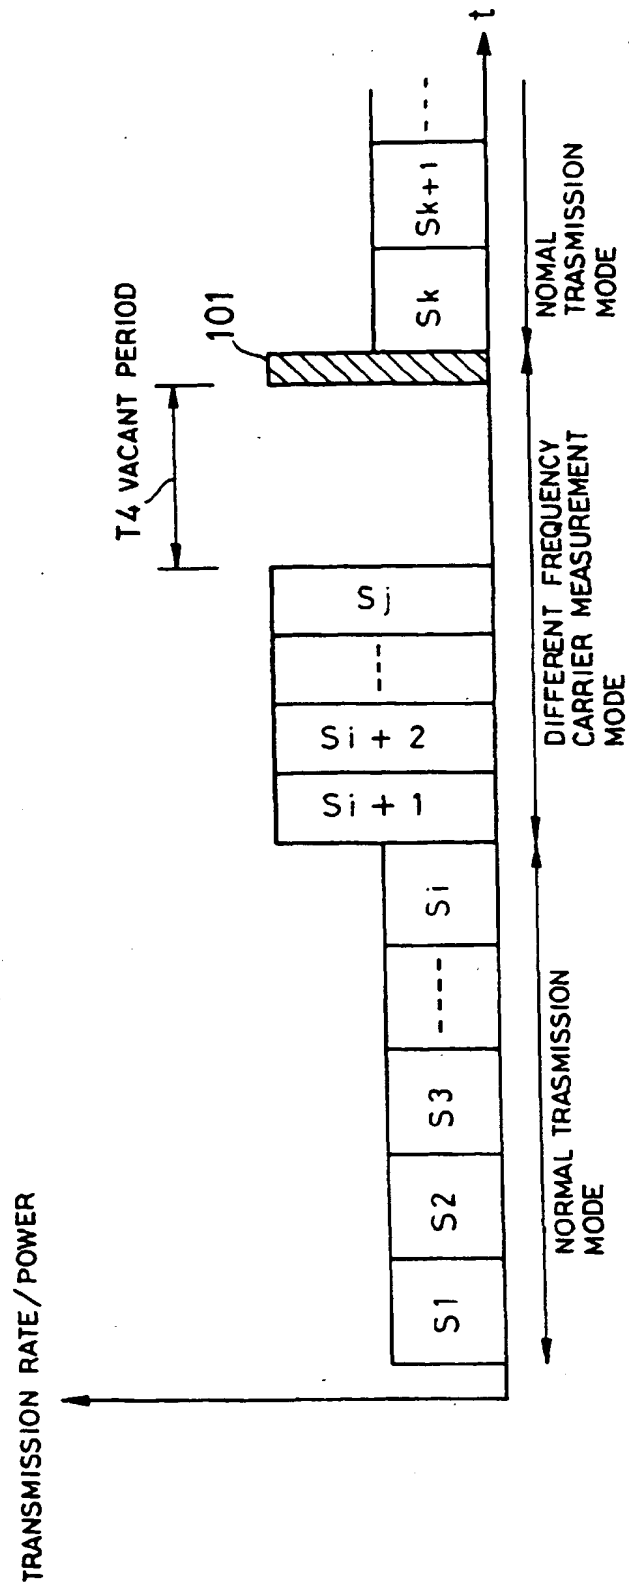 TRANSMISSION RATE/POWER
T4 VACANT PERIOD
101
S1
S2
S3
----
Si
Si + 1
Si + 2
---
Sj
Sk
Sk+1
---
t
NORMAL TRASMISSION
MODE
DIFFERENT FREQUENCY
CARRIER MEASUREMENT
MODE
NOMAL
TRASMISSION
MODE